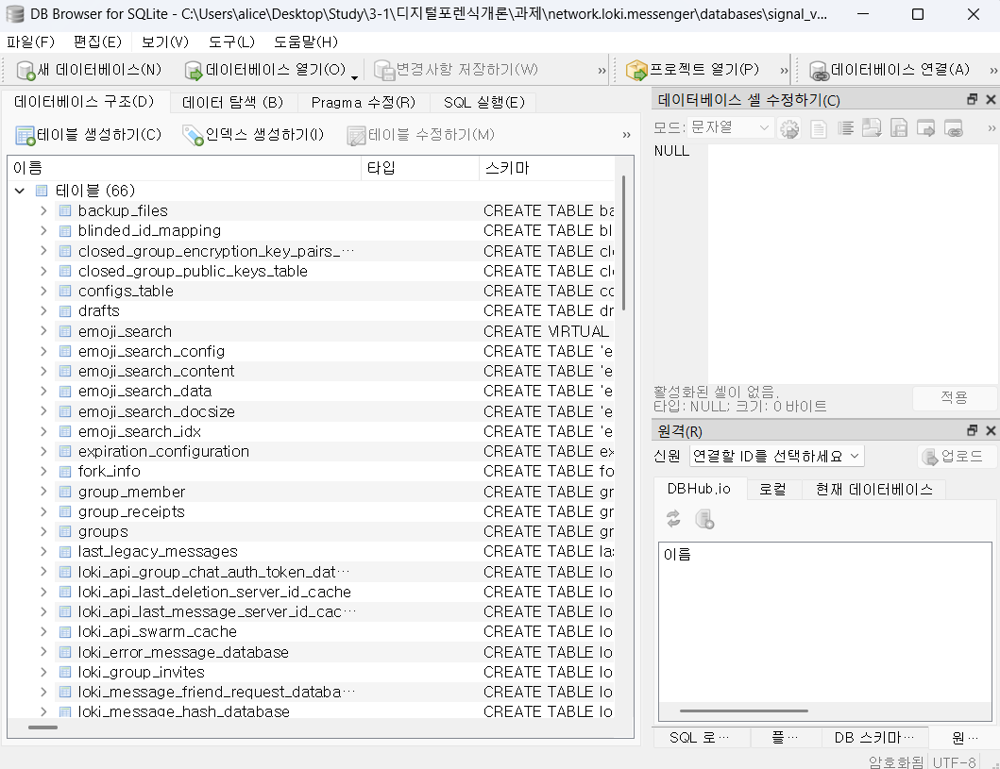 DB Browser for SQLite - C:\Users\alice\Desktop\Study\3-1\디지털포렌식개론\과제\network.loki.messenger\databases\signal_v...
파일(F) 편집(E) 보기(V) 도구(L) 도움말(H)
새 데이터베이스(N) 데이터베이스 열기(O) 변경사항 저장하기(W) » 프로젝트 열기(P) » 데이터베이스 연결(A) »
데이터베이스 구조(D) 데이터 탐색 (B) Pragma 수정(R) SQL 실행(E)
테이블 생성하기(C) 인덱스 생성하기(I) 테이블 수정하기(M) »
이름 타입 스키마
테이블 (66)
backup_files CREATE TABLE ba
blinded_id_mapping CREATE TABLE bl
closed_group_encryption_key_pairs_... CREATE TABLE cl
closed_group_public_keys_table CREATE TABLE cl
configs_table CREATE TABLE co
drafts CREATE TABLE dr
emoji_search CREATE VIRTUAL
emoji_search_config CREATE TABLE 'e
emoji_search_content CREATE TABLE 'e
emoji_search_data CREATE TABLE 'e
emoji_search_docsize CREATE TABLE 'e
emoji_search_idx CREATE TABLE 'e
expiration_configuration CREATE TABLE ex
fork_info CREATE TABLE fo
group_member CREATE TABLE gr
group_receipts CREATE TABLE gr
groups CREATE TABLE gr
last_legacy_messages CREATE TABLE las
loki_api_group_chat_auth_token_dat... CREATE TABLE lo
loki_api_last_deletion_server_id_cache CREATE TABLE lo
loki_api_last_message_server_id_cac... CREATE TABLE lo
loki_api_swarm_cache CREATE TABLE lo
loki_error_message_database CREATE TABLE lo
loki_group_invites CREATE TABLE lo
loki_message_friend_request_databa... CREATE TABLE lo
loki_message_hash_database CREATE TABLE lo
데이터베이스 셀 수정하기(C)
모드: 문자열 »
NULL
활성화된 셀이 없음.
타입: NULL; 크기: 0 바이트
적용
원격(R)
신원 연결할 ID를 선택하세요 업로드
DBHub.io 로컬 현재 데이터베이스
이름
SQL 로... 플... DB 스키마... 원...
암호화됨 UTF-8